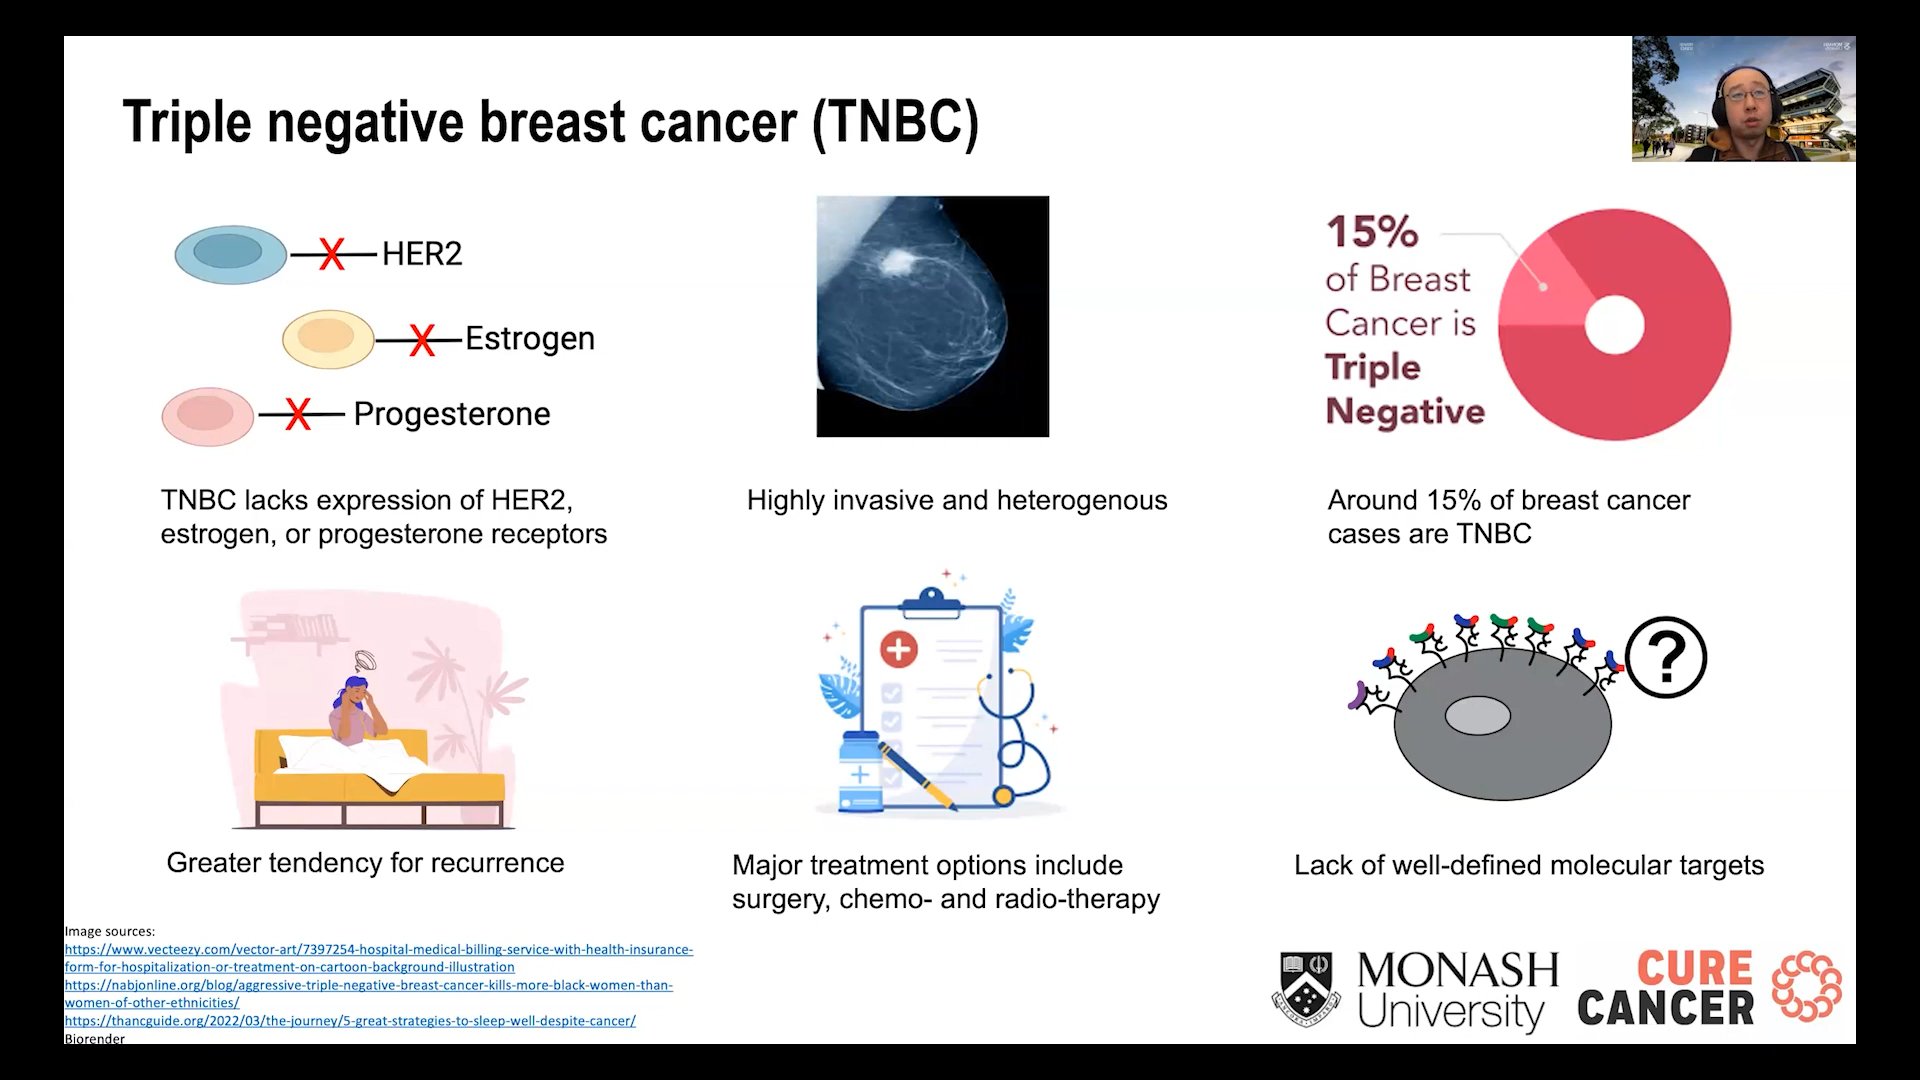 Triple negative breast cancer (TNBC)
X HER2
X Estrogen
X Progesterone
TNBC lacks expression of HER2,
estrogen, or progesterone receptors
Highly invasive and heterogenous
15%
of Breast
Cancer is
Triple
Negative
Around 15% of breast cancer
cases are TNBC
Greater tendency for recurrence
Major treatment options include
surgery, chemo- and radio-therapy
?
Lack of well-defined molecular targets
Image sources:
https://www.vecteezy.com/vector-art/7397254-hospital-medical-billing-service-with-health-insurance-
form-for-hospitalization-or-treatment-on-cartoon-background-illustration
https://nabjonline.org/blog/aggressive-triple-negative-breast-cancer-kills-more-black-women-than-
women-of-other-ethnicities/
https://thancguide.org/2022/03/the-journey/5-great-strategies-to-sleep-well-despite-cancer/
Biorender
MONASH
University
CURE
CANCER